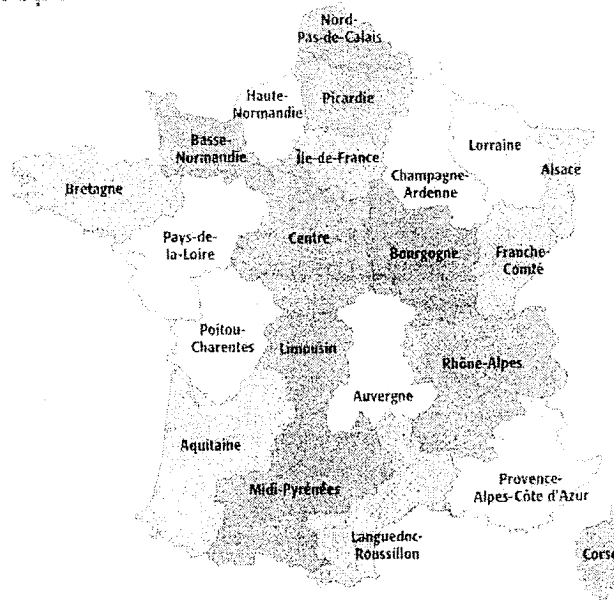 Nord-
Pas-de-Calais
Haute-
Normandie
Picardie
Basse-
Normandie
Île-de-France
Lorraine
Champagne-
Ardenne
Alsace
Bretagne
Pays-de-
la-Loire
Centre
Bourgogne
Franche-
Comté
Poitou-
Charentes
Limousin
Rhône-Alpes
Auvergne
Aquitaine
Midi-Pyrénées
Provence-
Alpes-Côte d'Azur
Languedoc-
Roussillon
Corse